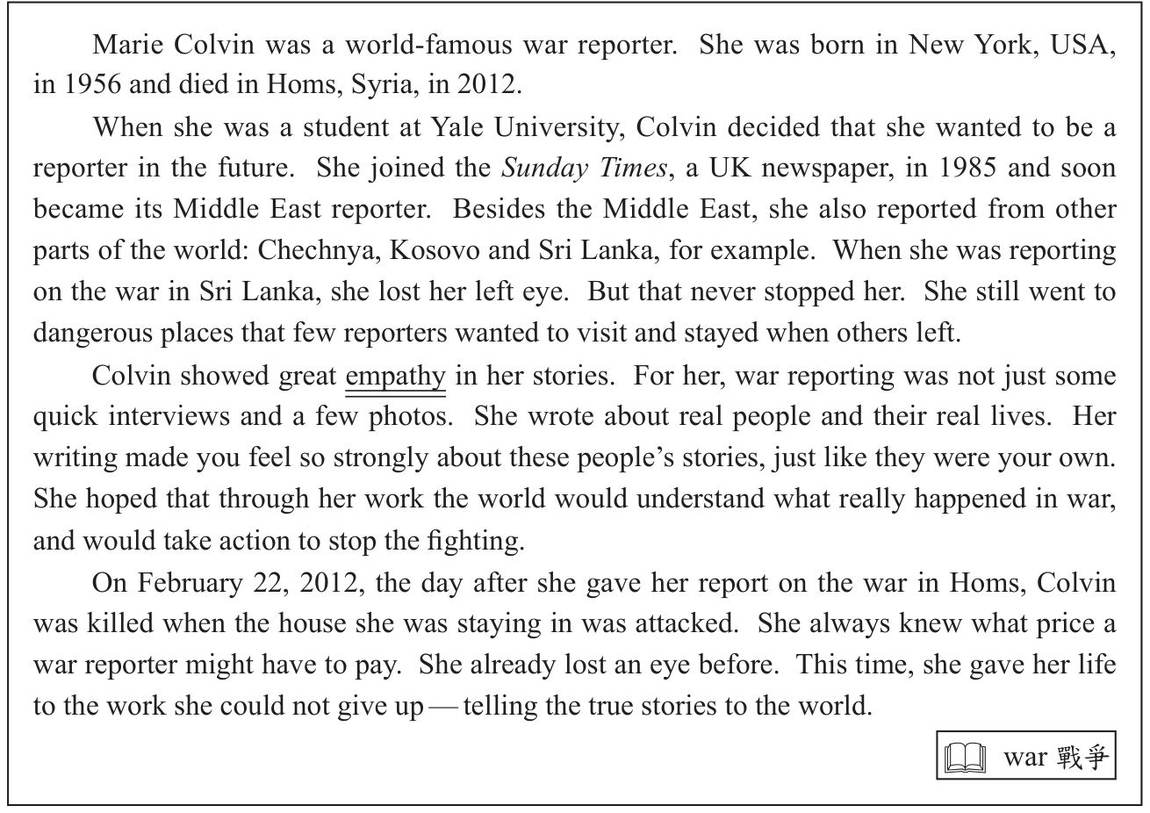 Marie Colvin was a world-famous war reporter. She was born in New York, USA,
in 1956 and died in Homs, Syria, in 2012.
When she was a student at Yale University, Colvin decided that she wanted to be a
reporter in the future. She joined the Sunday Times, a UK newspaper, in 1985 and soon
became its Middle East reporter. Besides the Middle East, she also reported from other
parts of the world: Chechnya, Kosovo and Sri Lanka, for example. When she was reporting
on the war in Sri Lanka, she lost her left eye. But that never stopped her. She still went to
dangerous places that few reporters wanted to visit and stayed when others left.
Colvin showed great empathy in her stories. For her, war reporting was not just some
quick interviews and a few photos. She wrote about real people and their real lives. Her
writing made you feel so strongly about these people’s stories, just like they were your own.
She hoped that through her work the world would understand what really happened in war,
and would take action to stop the fighting.
On February 22, 2012, the day after she gave her report on the war in Homs, Colvin
was killed when the house she was staying in was attacked. She always knew what price a
war reporter might have to pay. She already lost an eye before. This time, she gave her life
to the work she could not give up—telling the true stories to the world.
war 戰爭